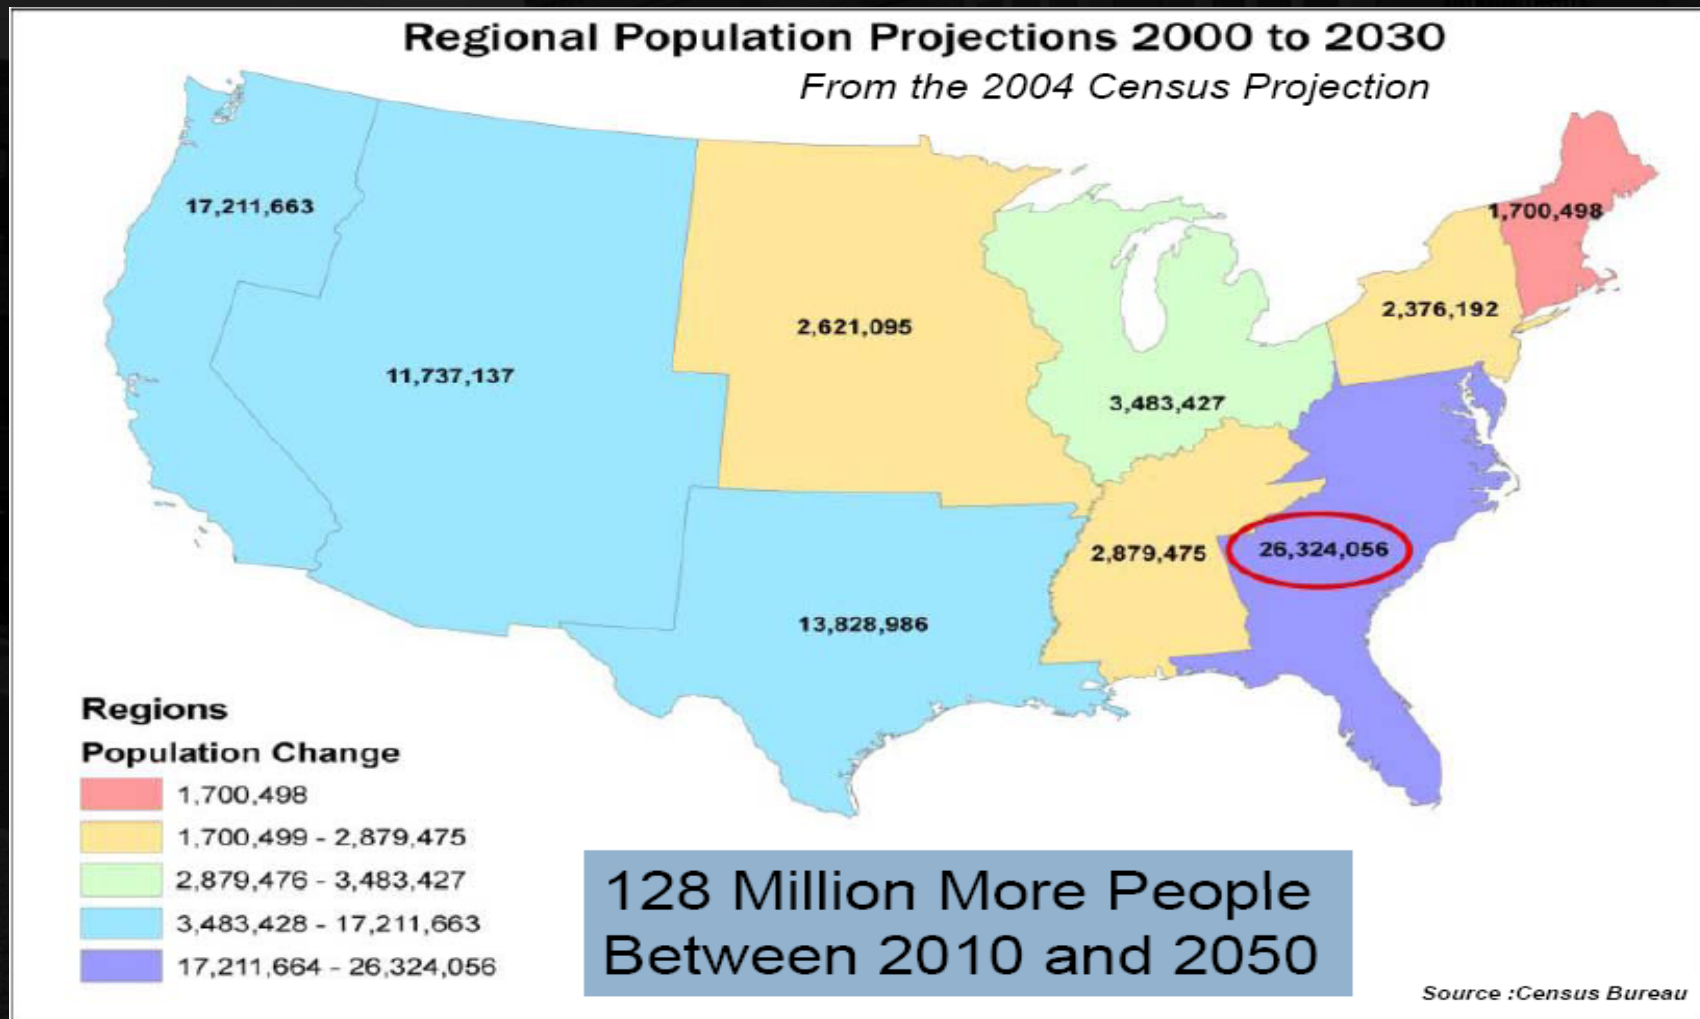 Regional Population Projections 2000 to 2030
From the 2004 Census Projection
17,211,663
1,700,498
2,376,192
2,621,095
11,737,137
3,483,427
2,879,475
26,324,056
13,828,986
Regions
Population Change
1,700,498
1,700,499 - 2,879,475
2,879,476 - 3,483,427
3,483,428 - 17,211,663
17,211,664 - 26,324,056
128 Million More People
Between 2010 and 2050
Source :Census Bureau